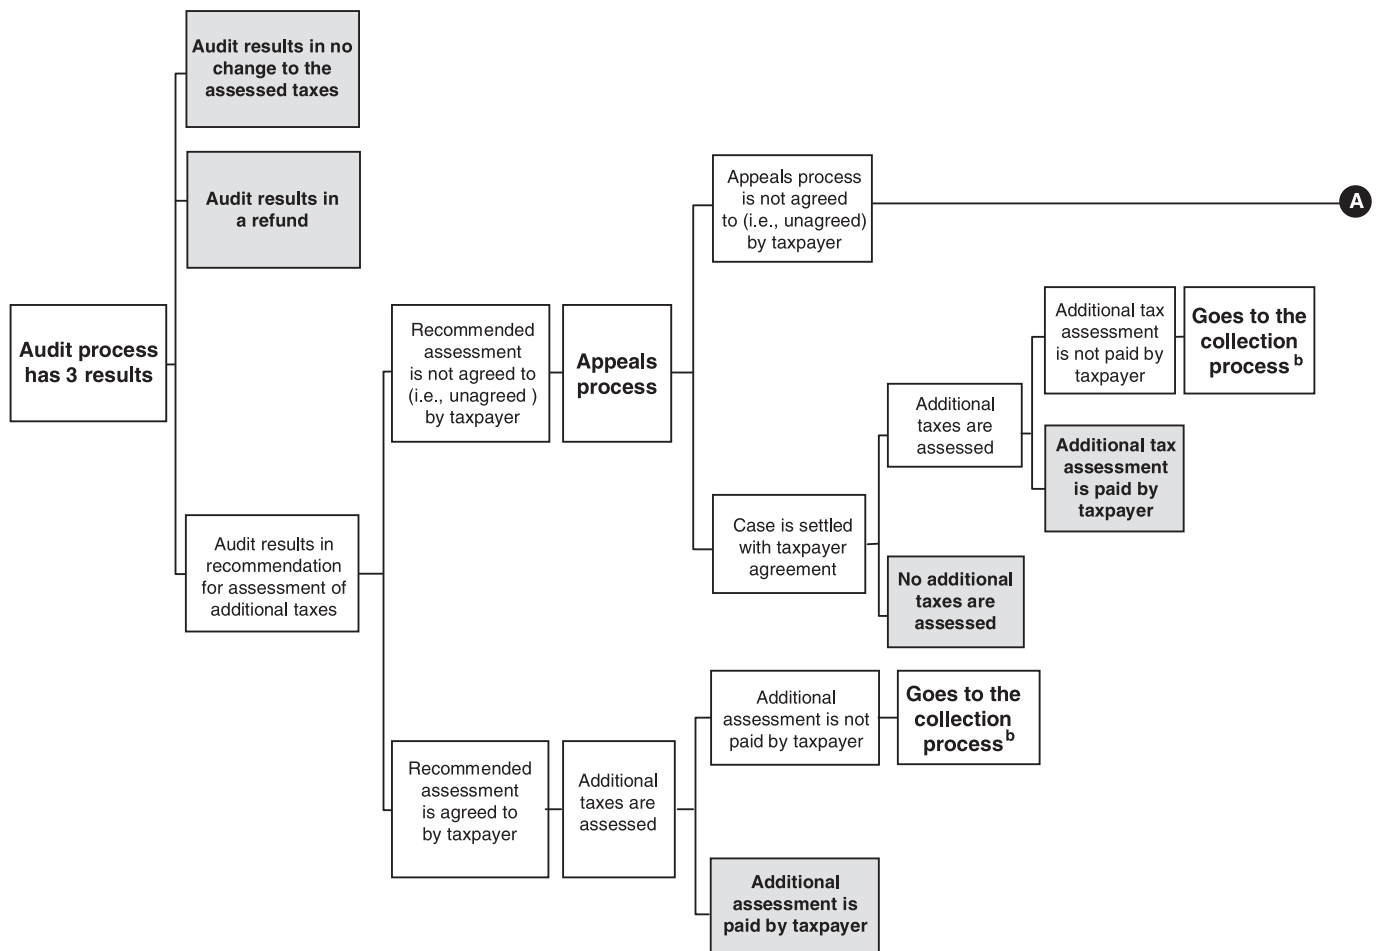 Audit results in no
change to the
assessed taxes
Audit results in
a refund
Audit process
has 3 results
Audit results in
recommendation
for assessment of
additional taxes
Recommended
assessment
is not agreed to
(i.e., unagreed )
by taxpayer
Appeals
process
Appeals process
is not agreed
to (i.e., unagreed)
by taxpayer
A
Case is settled
with taxpayer
agreement
Additional
taxes are
assessed
Additional tax
assessment
is not paid by
taxpayer
Goes to the
collection
process b
Additional tax
assessment
is paid by
taxpayer
No additional
taxes are
assessed
Recommended
assessment
is agreed to
by taxpayer
Additional
taxes are
assessed
Additional
assessment is not
paid by taxpayer
Goes to the
collection
process b
Additional
assessment is
paid by taxpayer